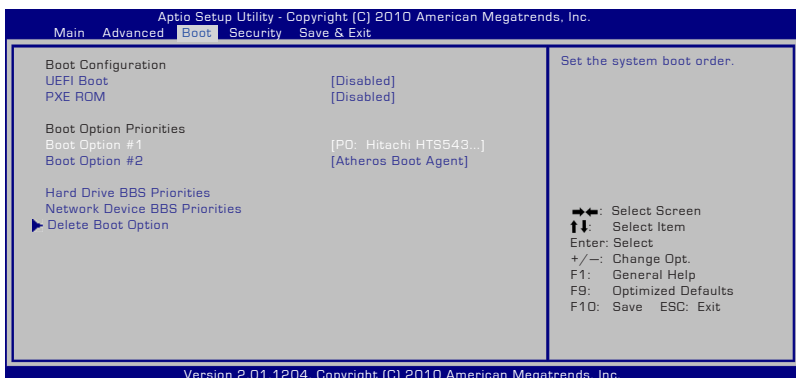 Aptio Setup Utility - Copyright (C) 2010 American Megatrends, Inc.
Main Advanced Boot Security Save & Exit
Boot Configuration
UEFI Boot [Disabled]
PXE ROM [Disabled]
Boot Option Priorities
Boot Option #1 [P0: Hitachi HTS543...]
Boot Option #2 [Atheros Boot Agent]
Hard Drive BBS Priorities
Network Device BBS Priorities
Delete Boot Option
Set the system boot order.
→←: Select Screen
↑↓: Select Item
Enter: Select
+/—: Change Opt.
F1: General Help
F9: Optimized Defaults
F10: Save ESC: Exit
Version 2.01.1204. Copyright (C) 2010 American Megatrends, Inc.